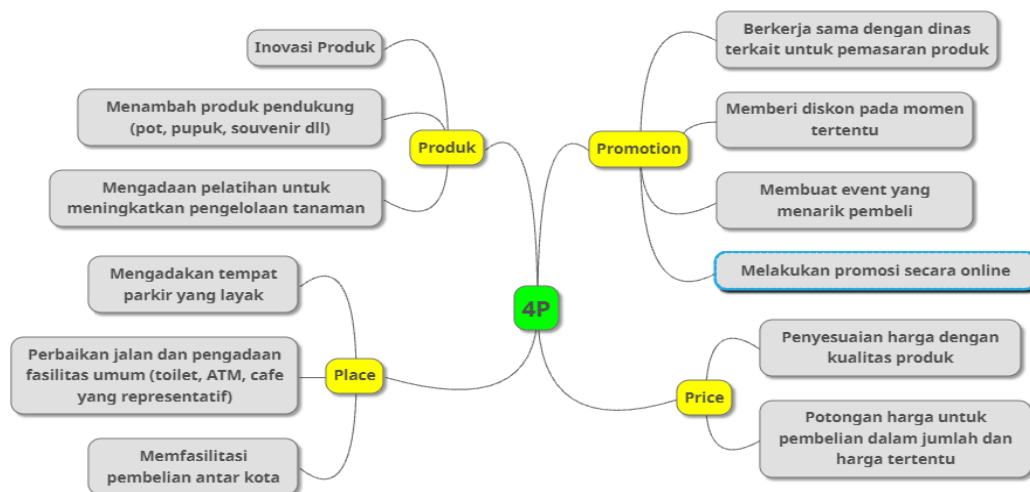 Inovasi Produk
Menambah produk pendukung
(pot, pupuk, souvenir dll)
Mengadaan pelatihan untuk
meningkatkan pengelolaan tanaman
Produk
Mengadakan tempat
parkir yang layak
Perbaikan jalan dan pengadaan
fasilitas umum (toilet, ATM, cafe
yang representatif)
Memfasilitasi
pembelian antar kota
Place
4P
Promotion
Berkerja sama dengan dinas
terkait untuk pemasaran produk
Memberi diskon pada momen
tertentu
Membuat event yang
menarik pembeli
Melakukan promosi secara online
Price
Penyesuaian harga dengan
kualitas produk
Potongan harga untuk
pembelian dalam jumlah dan
harga tertentu